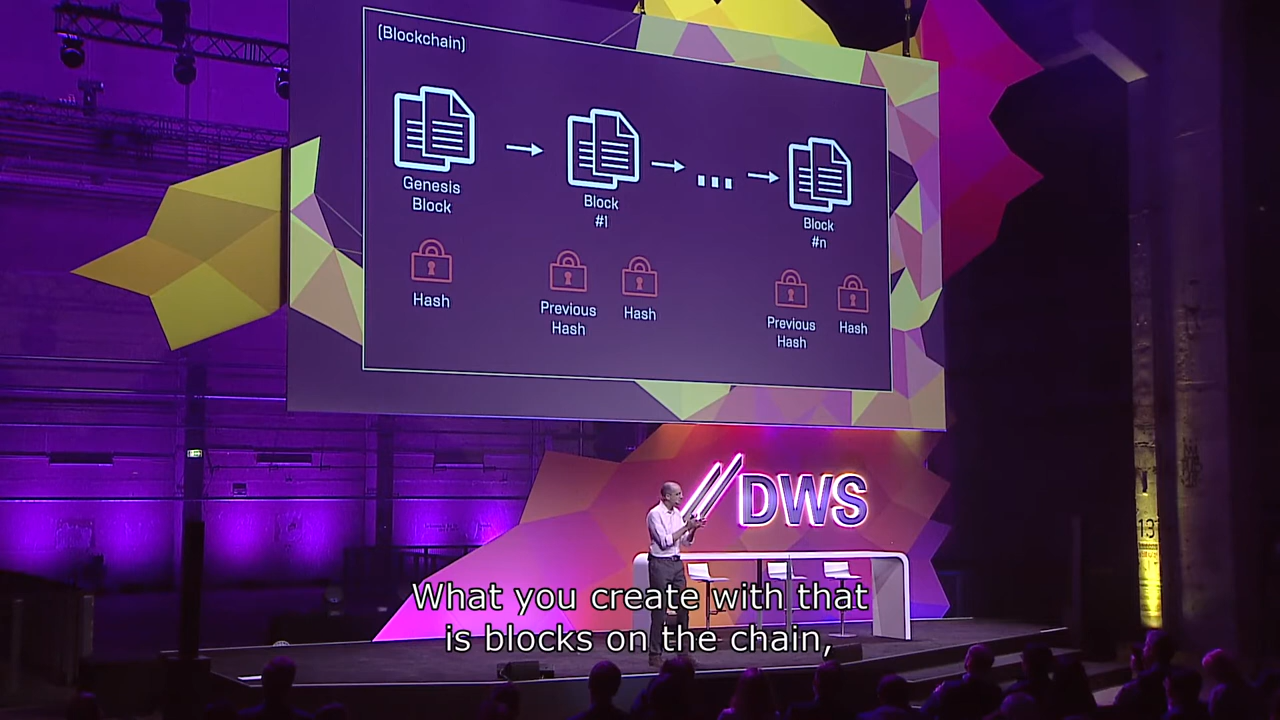 (Blockchain)
Genesis
Block
Block
#1
Block
#n
Hash
Previous
Hash
Hash
Previous
Hash
Hash
DWS
13
What you create with that
is blocks on the chain,